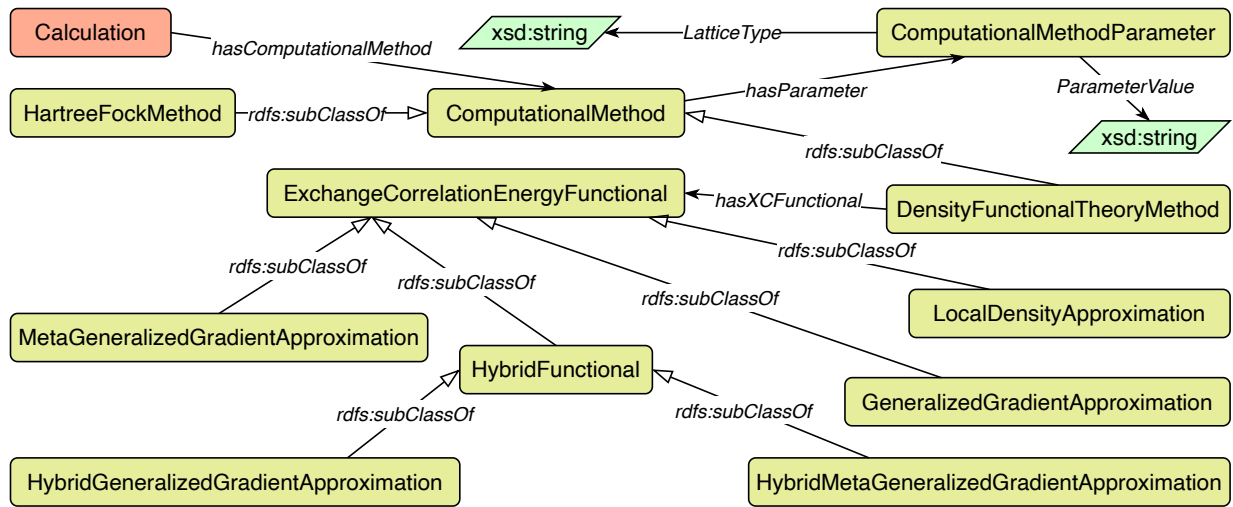 Calculation
xsd:string
LatticeType
ComputationalMethodParameter
hasComputationalMethod
hasParameter
ParameterValue
HartreeFockMethod
rdfs:subClassOf
ComputationalMethod
xsd:string
rdfs:subClassOf
ExchangeCorrelationEnergyFunctional
hasXCFunctional
DensityFunctionalTheoryMethod
rdfs:subClassOf
rdfs:subClassOf
rdfs:subClassOf
rdfs:subClassOf
LocalDensityApproximation
MetaGeneralizedGradientApproximation
HybridFunctional
GeneralizedGradientApproximation
rdfs:subClassOf
rdfs:subClassOf
HybridGeneralizedGradientApproximation
HybridMetaGeneralizedGradientApproximation